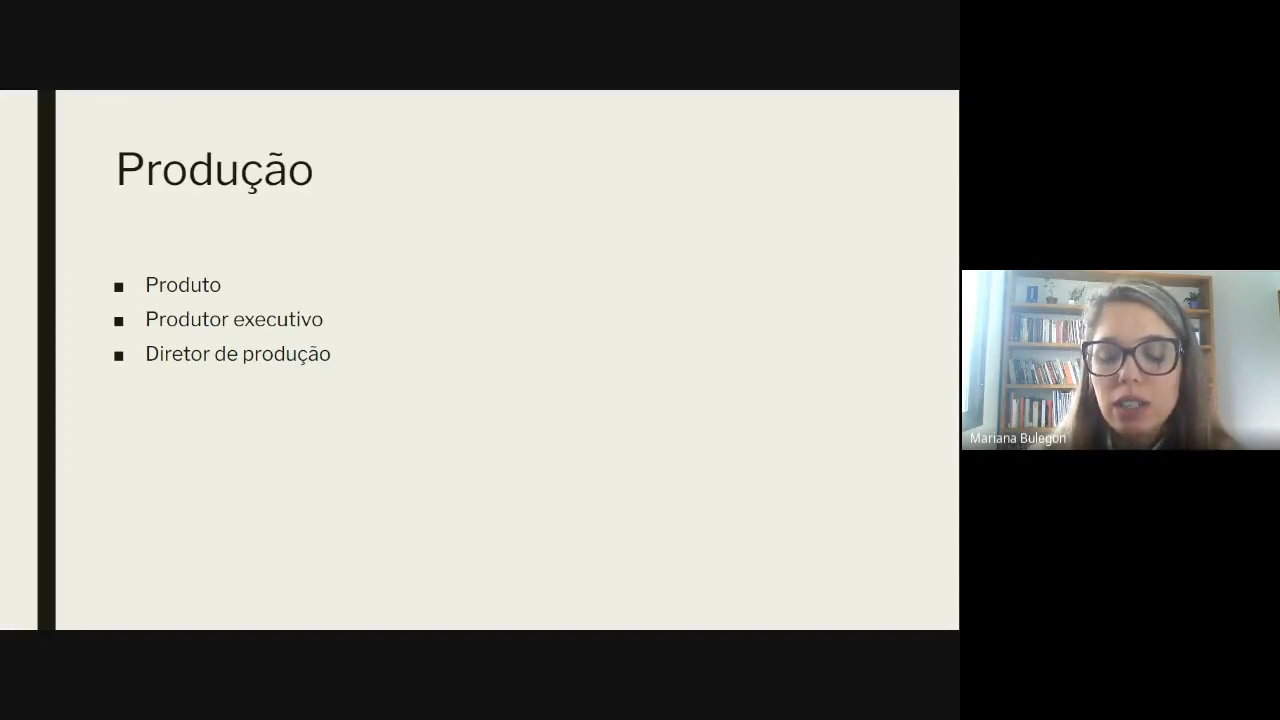 Produção
Produto
Produtor executivo
Diretor de produção
Mariana Bulegon